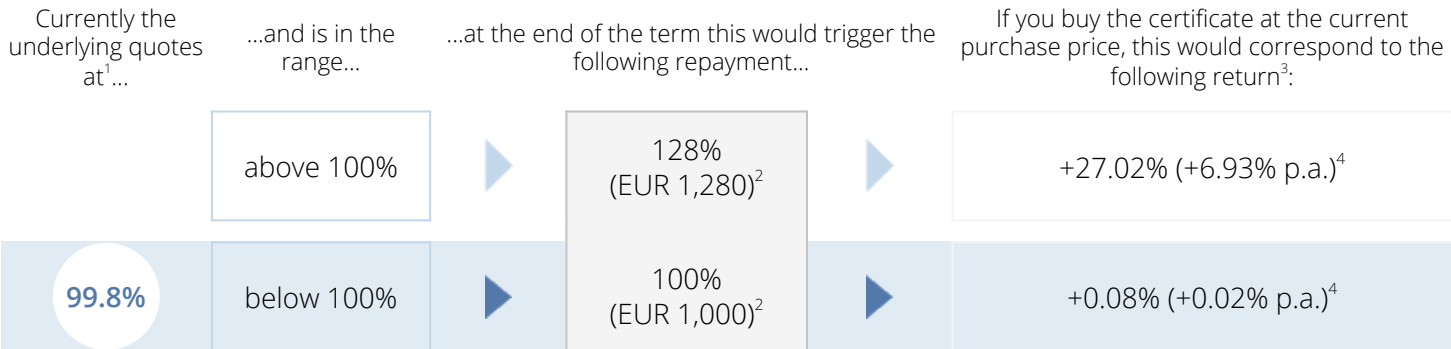 Currently the
underlying quotes
at¹...
...and is in the
range...
...at the end of the term this would trigger the
following repayment...
If you buy the certificate at the current
purchase price, this would correspond to the
following return³:
above 100%
128%
(EUR 1,280)²
+27.02% (+6.93% p.a.)⁴
99.8%
below 100%
100%
(EUR 1,000)²
+0.08% (+0.02% p.a.)⁴